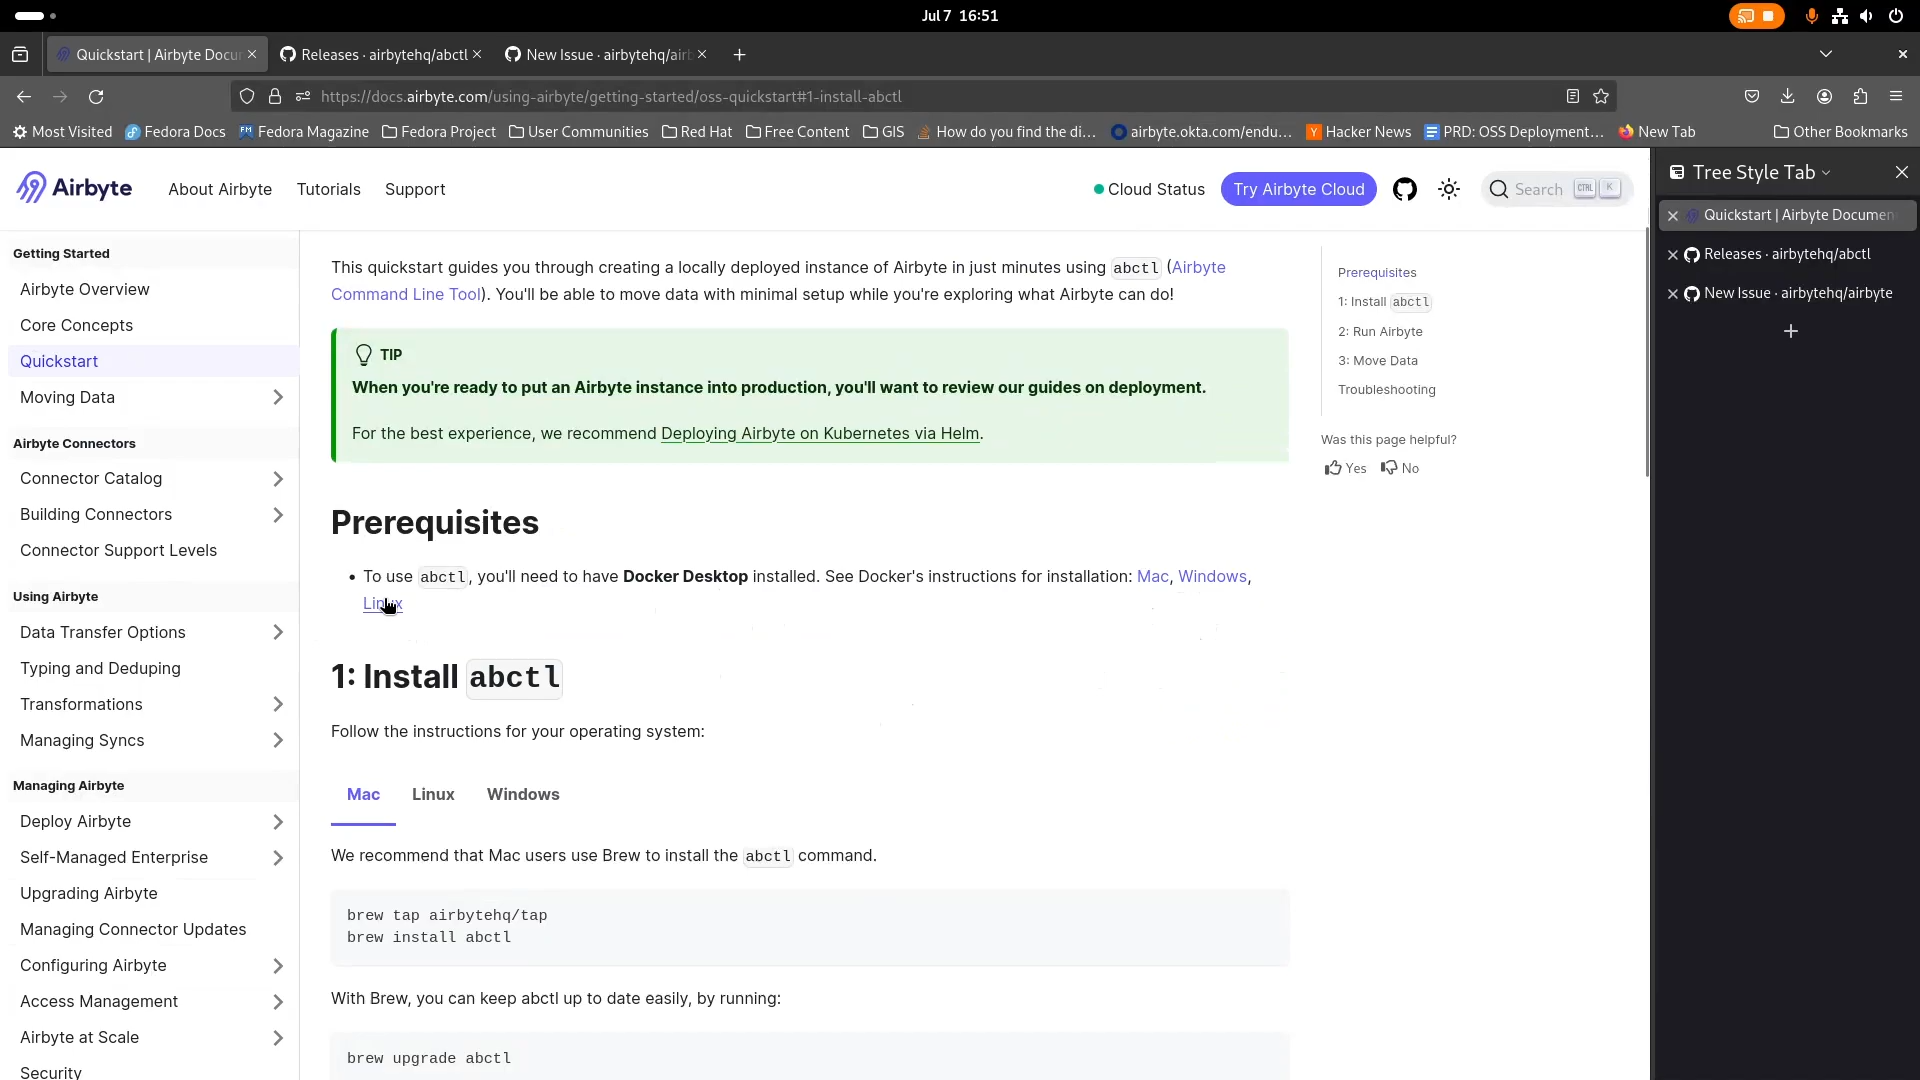 Jul 7 16:51
Quickstart | Airbyte Docu
Releases · airbytehq/abctl
New Issue · airbytehq/air
https://docs.airbyte.com/using-airbyte/getting-started/oss-quickstart#1-install-abctl
Most Visited
Fedora Docs
Fedora Magazine
Fedora Project
User Communities
Red Hat
Free Content
GIS
How do you find the di...
airbyte.okta.com/endu...
Hacker News
PRD: OSS Deployment...
New Tab
Other Bookmarks
Airbyte
About Airbyte
Tutorials
Support
Cloud Status
Try Airbyte Cloud
Search CTRL K
Tree Style Tab
Quickstart | Airbyte Documen
Releases · airbytehq/abctl
New Issue · airbytehq/airbyte
Getting Started
Airbyte Overview
Core Concepts
Quickstart
Moving Data
Airbyte Connectors
Connector Catalog
Building Connectors
Connector Support Levels
Using Airbyte
Data Transfer Options
Typing and Deduping
Transformations
Managing Syncs
Managing Airbyte
Deploy Airbyte
Self-Managed Enterprise
Upgrading Airbyte
Managing Connector Updates
Configuring Airbyte
Access Management
Airbyte at Scale
Security
This quickstart guides you through creating a locally deployed instance of Airbyte in just minutes using abctl (Airbyte
Command Line Tool). You'll be able to move data with minimal setup while you're exploring what Airbyte can do!
TIP
When you're ready to put an Airbyte instance into production, you'll want to review our guides on deployment.
For the best experience, we recommend Deploying Airbyte on Kubernetes via Helm.
Prerequisites
• To use abctl, you'll need to have Docker Desktop installed. See Docker's instructions for installation: Mac, Windows,
Linux
1: Install abctl
Follow the instructions for your operating system:
Mac
Linux
Windows
We recommend that Mac users use Brew to install the abctl command.
brew tap airbytehq/tap
brew install abctl
With Brew, you can keep abctl up to date easily, by running:
brew upgrade abctl
Prerequisites
1: Install abctl
2: Run Airbyte
3: Move Data
Troubleshooting
Was this page helpful?
Yes
No